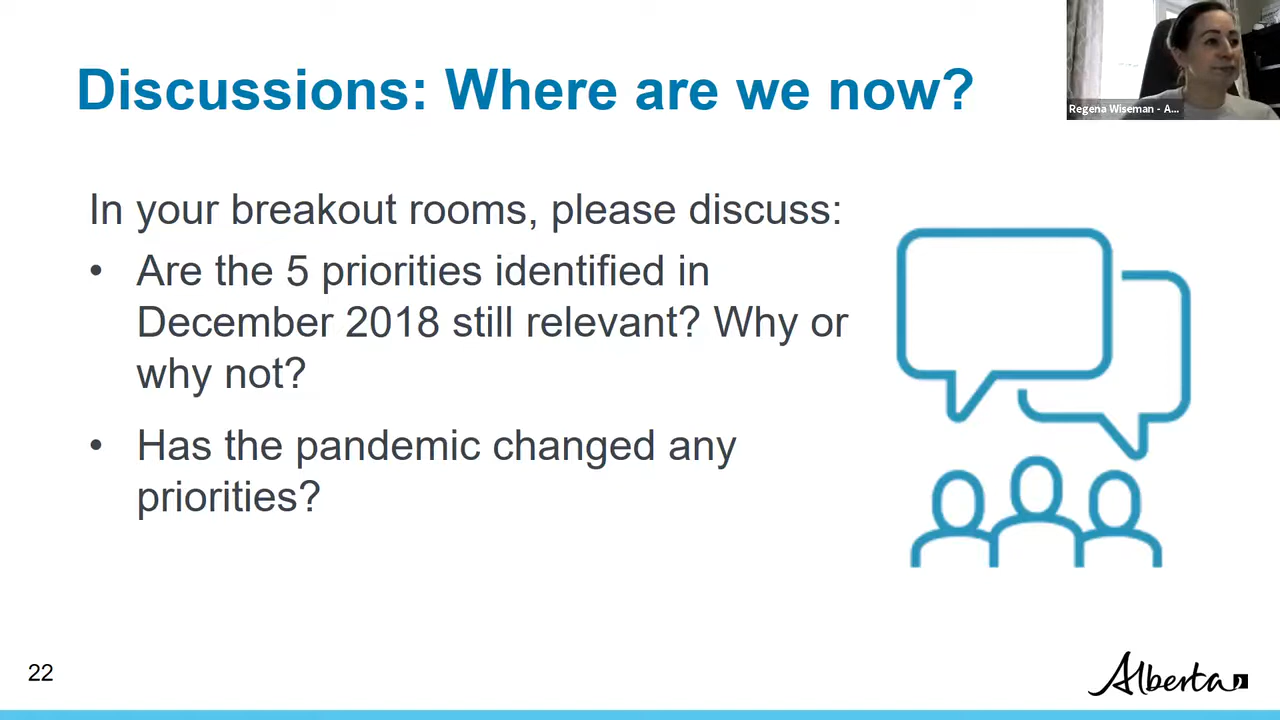 Discussions: Where are we now?
Regena Wiseman - A...
In your breakout rooms, please discuss:
• Are the 5 priorities identified in
December 2018 still relevant? Why or
why not?
• Has the pandemic changed any
priorities?
22
Alberta